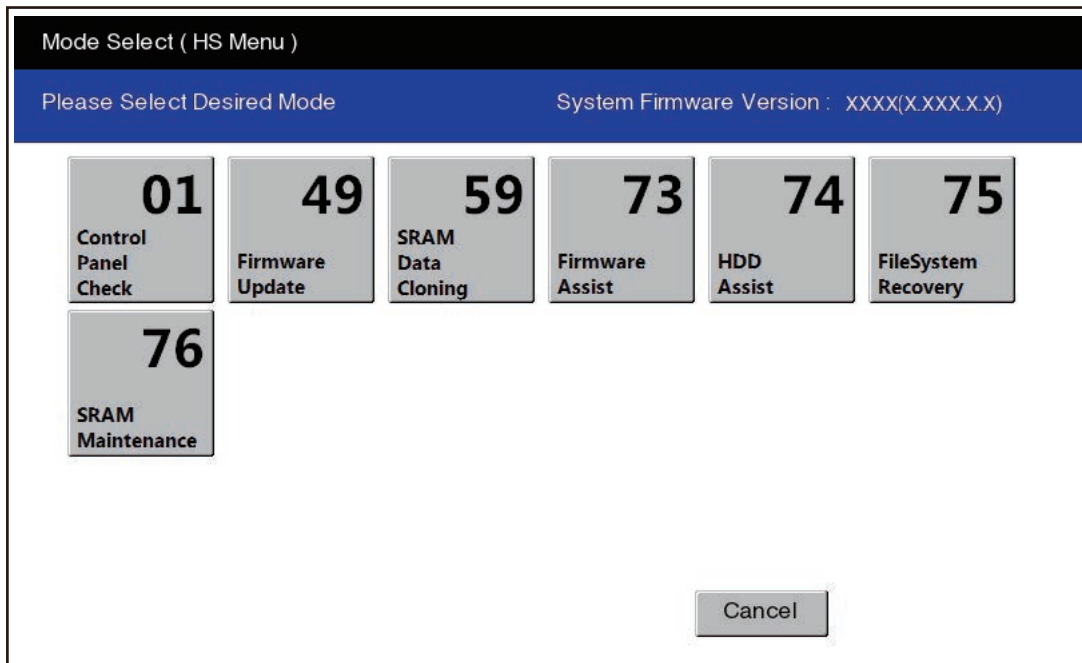 Mode Select ( HS Menu )
Please Select Desired Mode
System Firmware Version : XXXX(X.XXX.X.X)
01
Control
Panel
Check
49
Firmware
Update
59
SRAM
Data
Cloning
73
Firmware
Assist
74
HDD
Assist
75
FileSystem
Recovery
76
SRAM
Maintenance
Cancel